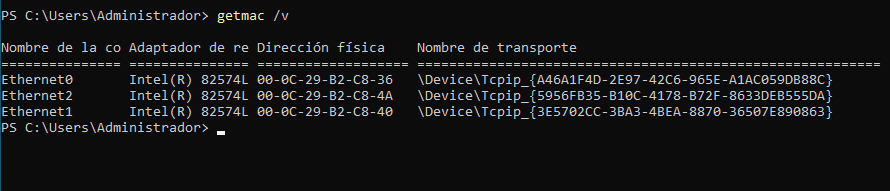 PS C:\Users\Administrador> getmac /v
Nombre de la co Adaptador de re Dirección física    Nombre de transporte
=============== =============== =================== ==========================================================
Ethernet0       Intel(R) 82574L 00-0C-29-B2-C8-36   \Device\Tcpip_{A46A1F4D-2E97-42C6-965E-A1AC059DB88C}
Ethernet2       Intel(R) 82574L 00-0C-29-B2-C8-4A   \Device\Tcpip_{5956FB35-B10C-4178-B72F-8633DEB555DA}
Ethernet1       Intel(R) 82574L 00-0C-29-B2-C8-40   \Device\Tcpip_{3E5702CC-3BA3-4BEA-8870-36507E890863}
PS C:\Users\Administrador>